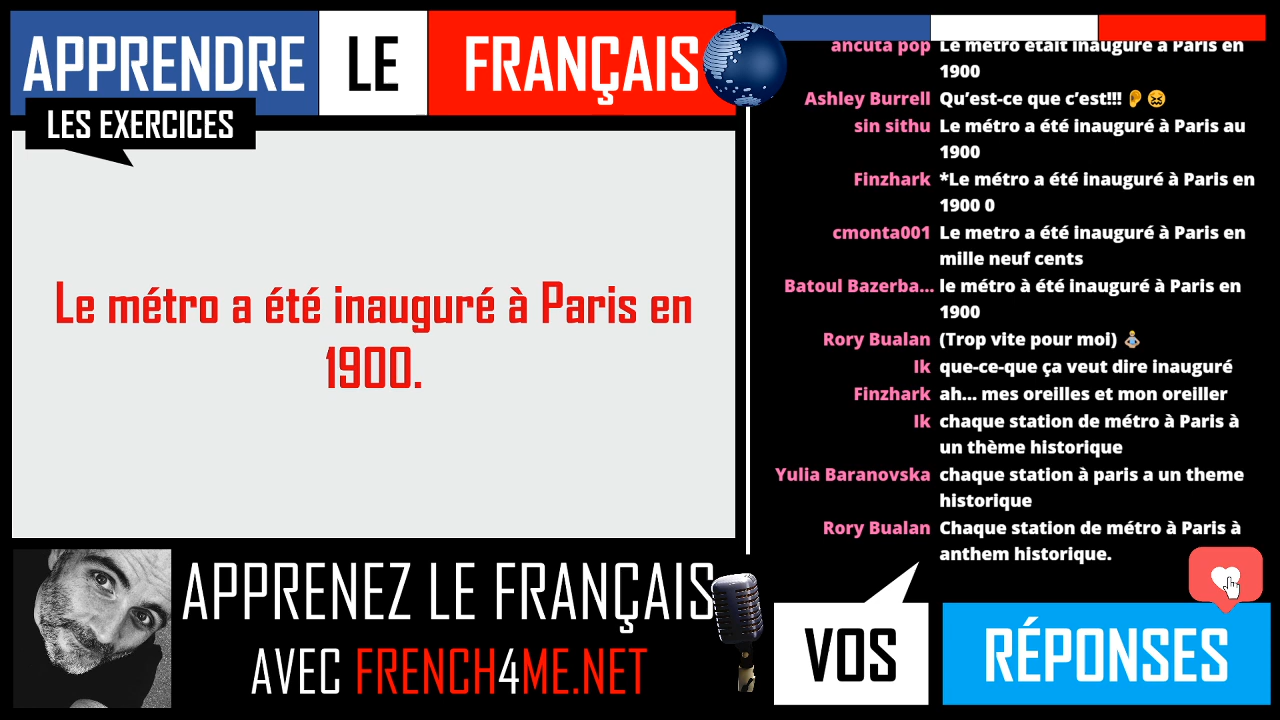 APPRENDRE LE FRANÇAIS
LES EXERCICES
Le métro a été inauguré à Paris en
1900.
APPRENEZ LE FRANÇAIS
AVEC FRENCH4ME.NET
ancuta pop Le metro était inauguré à Paris en
1900
Ashley Burrell Qu’est-ce que c’est!!! 👂😖
sin sithu Le métro a été inauguré à Paris au
1900
Finzhark *Le métro a été inauguré à Paris en
1900 0
cmonta001 Le metro a été inauguré à Paris en
mille neuf cents
Batoul Bazerba... le métro à été inauguré à Paris en
1900
Rory Bualan (Trop vite pour moi)
Ik que-ce-que ça veut dire inauguré
Finzhark ah... mes oreilles et mon oreiller
Ik chaque station de métro à Paris à
un thème historique
Yulia Baranovska chaque station à paris a un theme
historique
Rory Bualan Chaque station de métro à Paris à
anthem historique.
VOS RÉPONSES